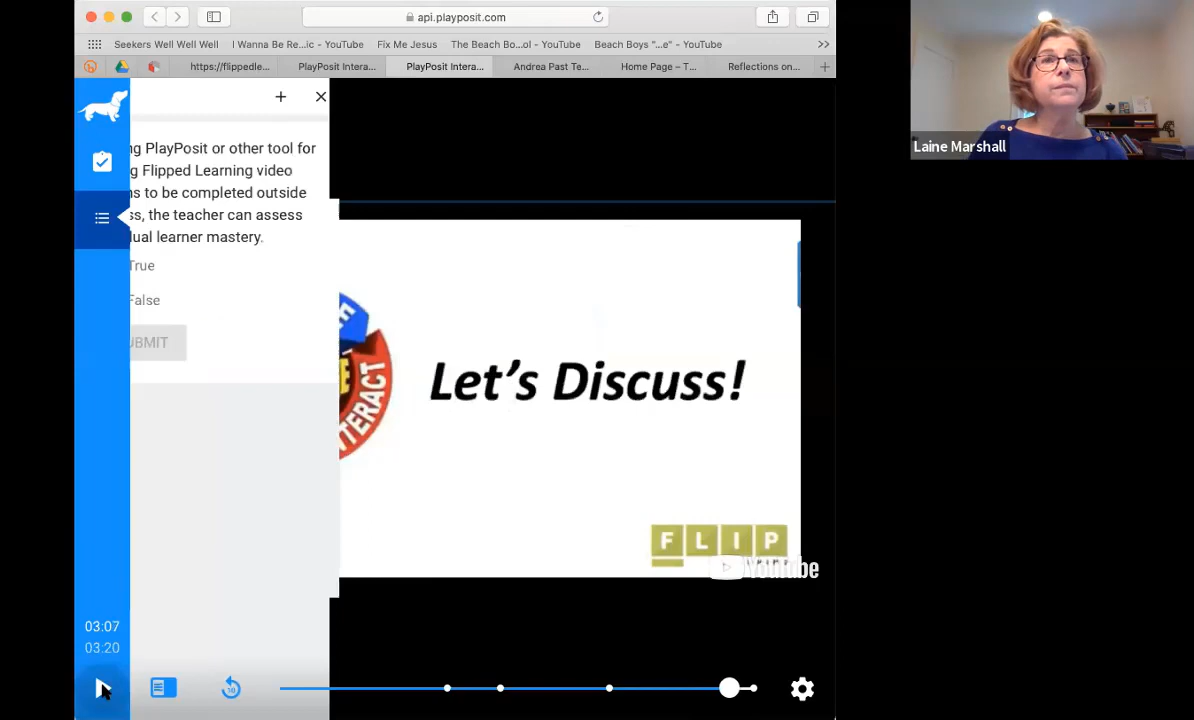 api.playposit.com
Seekers Well Well Well
I Wanna Be Re...ic - YouTube
Fix Me Jesus
The Beach Bo...ol - YouTube
Beach Boys "...e" - YouTube
https://flippedle...
PlayPosit Intera...
PlayPosit Intera...
Andrea Past Te...
Home Page – T...
Reflections on...
ng PlayPosit or other tool for
g Flipped Learning video
ns to be completed outside
ss, the teacher can assess
dual learner mastery.
True
False
UBMIT
INTERACT
Let's Discuss!
FLIP
YouTube
03:07
03:20
10
Laine Marshall